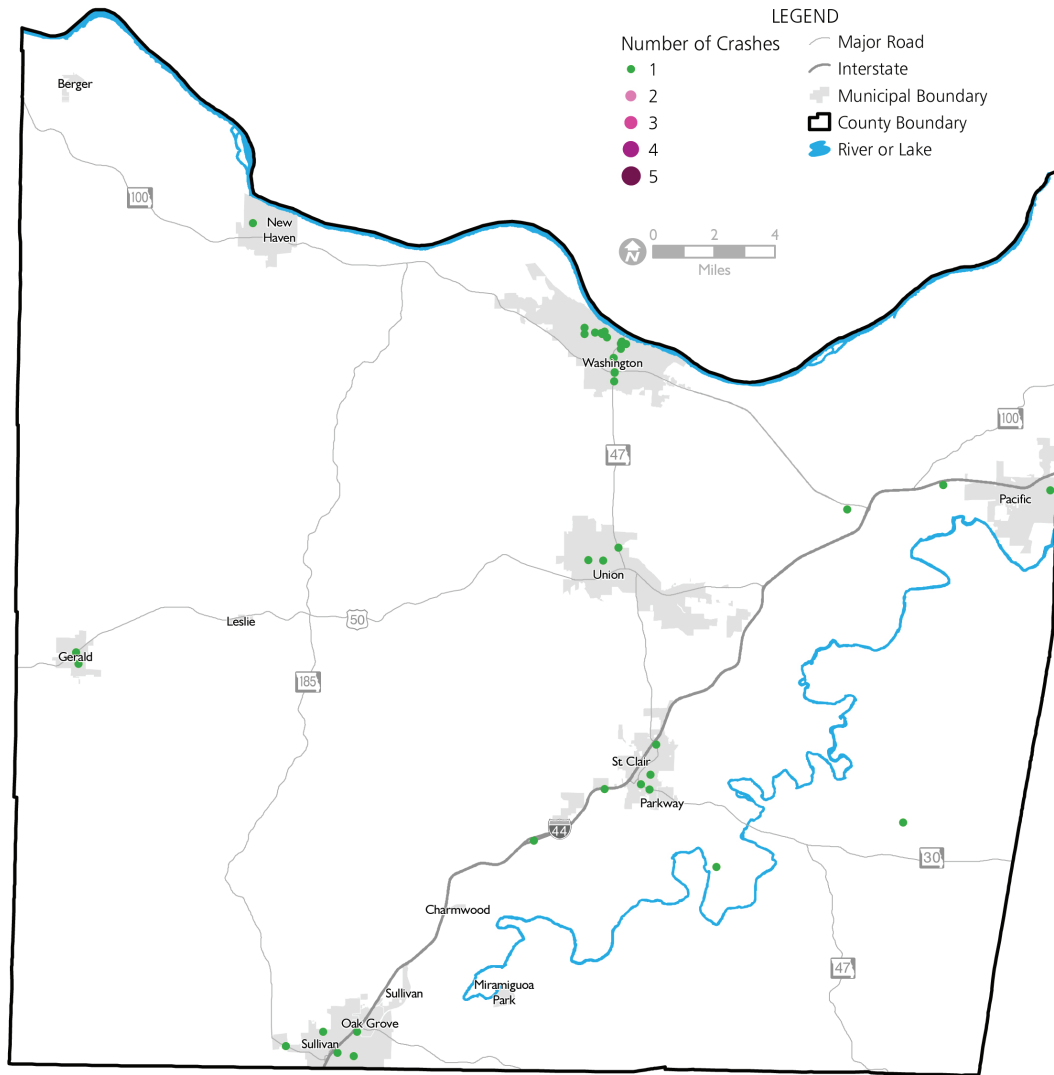 LEGEND
Number of Crashes
1
2
3
4
5
Major Road
Interstate
Municipal Boundary
County Boundary
River or Lake
N
0 2 4
Miles
Berger
100
New
Haven
Washington
100
47
Pacific
Union
Leslie
50
Gerald
185
St. Clair
Parkway
44
30
Charmwood
47
Miramiguoa
Park
Sullivan
Oak Grove
Sullivan